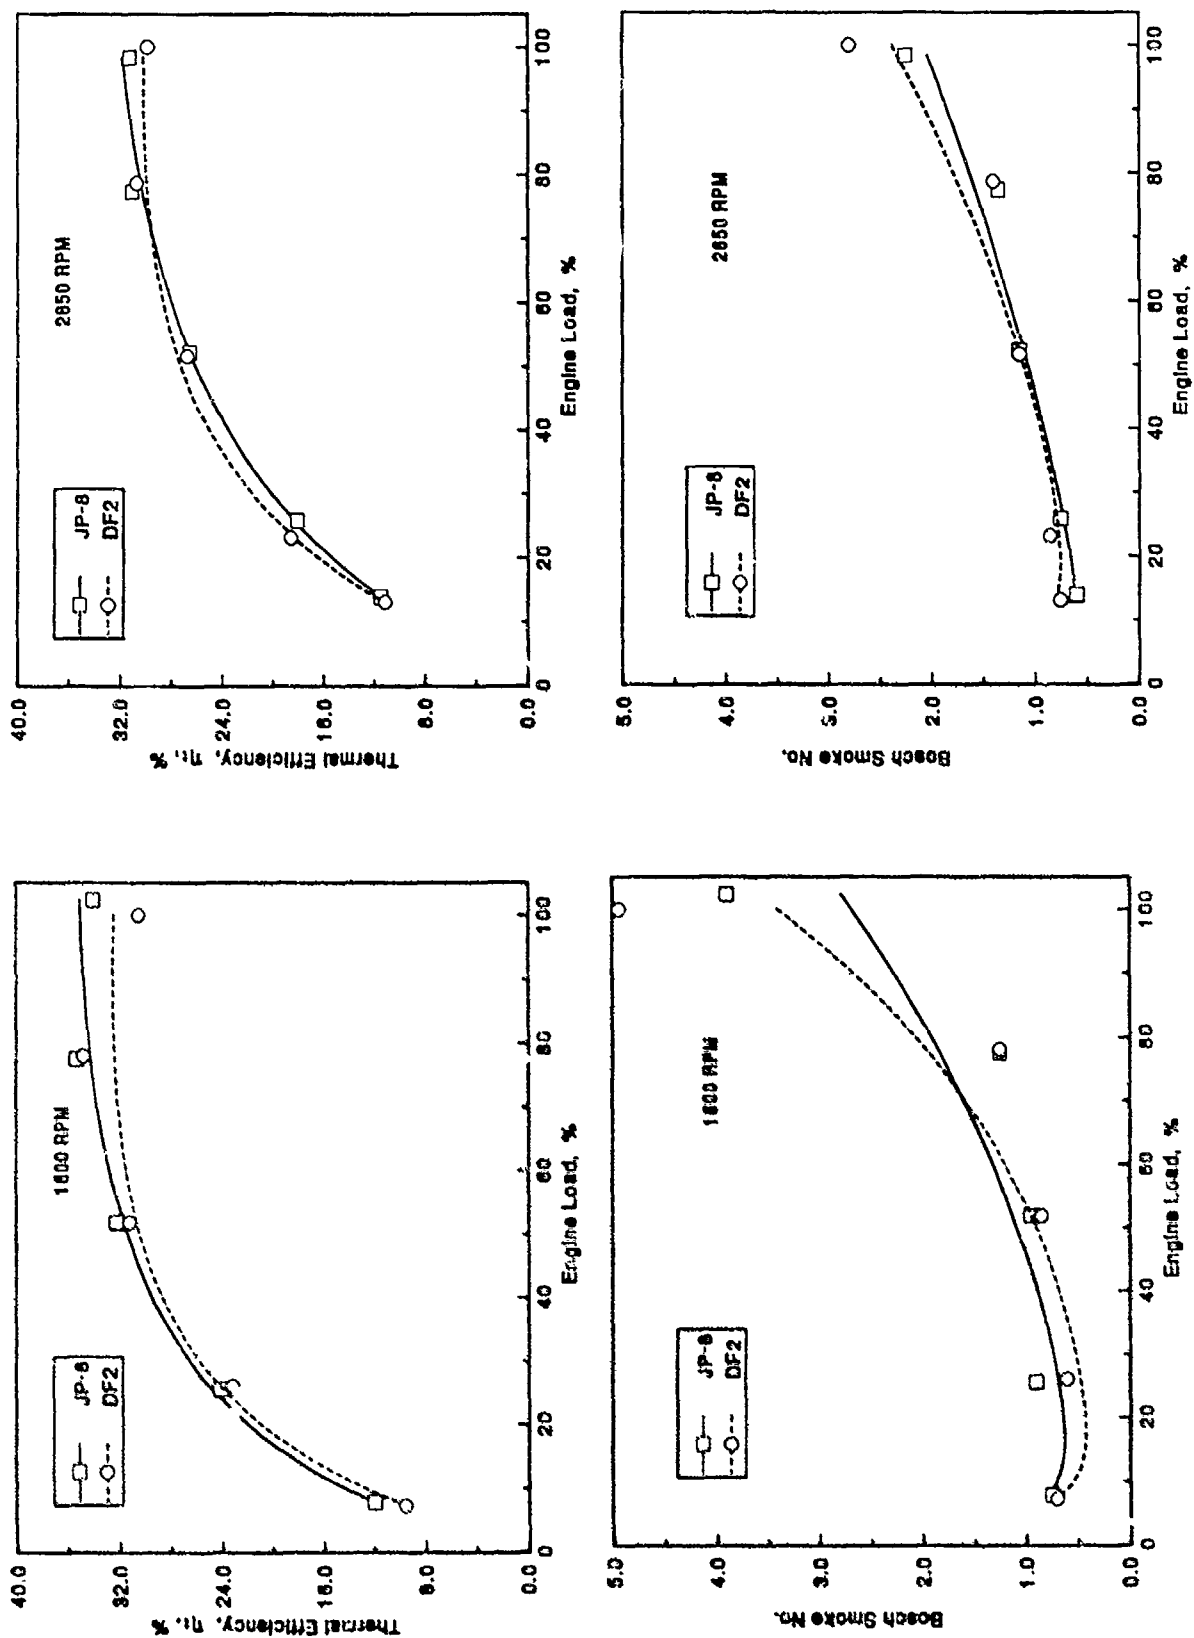 40.0
32.0
24.0
16.0
8.0
0.0
Thermal Efficiency, ηt, %
JP-8
DF2
1600 RPM
0 20 40 60 80 100
Engine Load, %
40.0
32.0
24.0
16.0
8.0
0.0
Thermal Efficiency, ηt, %
JP-8
DF2
2650 RPM
0 20 40 60 80 100
Engine Load, %
5.0
4.0
3.0
2.0
1.0
0.0
Bosch Smoke No.
JP-8
DF2
1600 RPM
0 20 40 60 80 100
Engine Load, %
5.0
4.0
3.0
2.0
1.0
0.0
Bosch Smoke No.
JP-8
DF2
2650 RPM
0 20 40 60 80 100
Engine Load, %